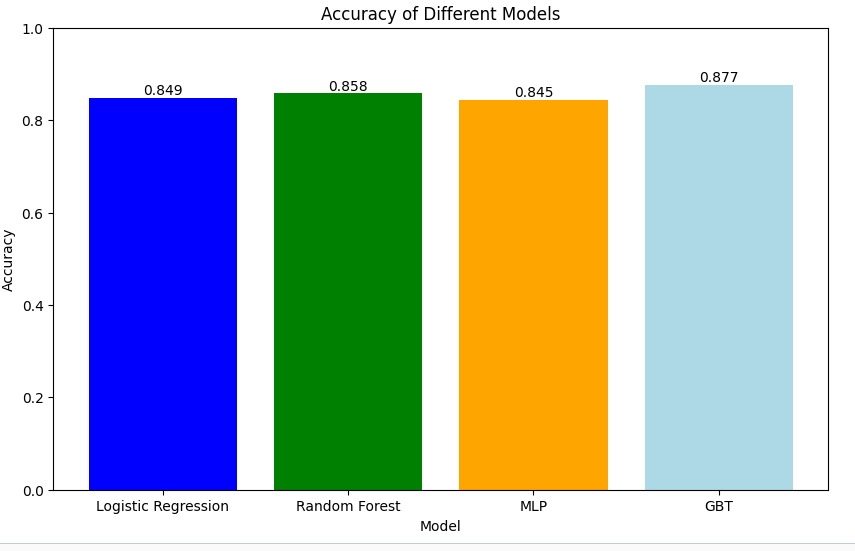 Accuracy of Different Models
1.0
0.8
0.6
0.4
0.2
0.0
Accuracy
0.849
0.858
0.845
0.877
Logistic Regression
Random Forest
MLP
GBT
Model